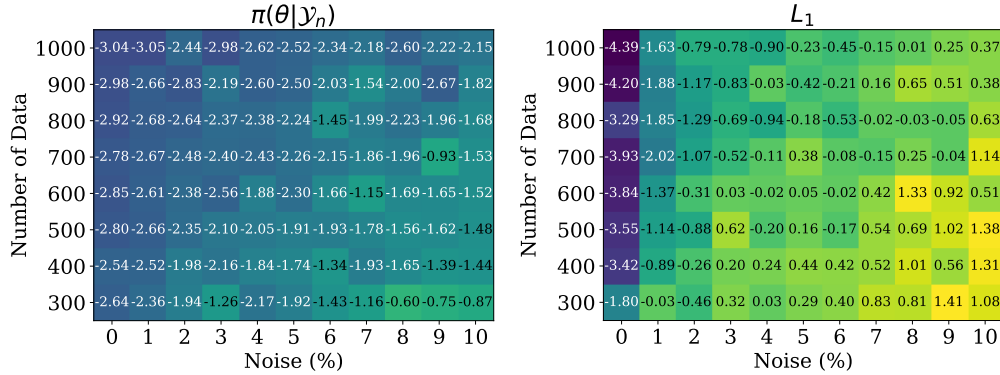 π(θ|𝒴ₙ)
Number of Data
1000 -3.04 -3.05 -2.44 -2.98 -2.62 -2.52 -2.34 -2.18 -2.60 -2.22 -2.15
900 -2.98 -2.66 -2.83 -2.19 -2.60 -2.50 -2.03 -1.54 -2.00 -2.67 -1.82
800 -2.92 -2.68 -2.64 -2.37 -2.38 -2.24 -1.45 -1.99 -2.23 -1.96 -1.68
700 -2.78 -2.67 -2.48 -2.40 -2.43 -2.26 -2.15 -1.86 -1.96 -0.93 -1.53
600 -2.85 -2.61 -2.38 -2.56 -1.88 -2.30 -1.66 -1.15 -1.69 -1.65 -1.52
500 -2.80 -2.66 -2.35 -2.10 -2.05 -1.91 -1.93 -1.78 -1.56 -1.62 -1.48
400 -2.54 -2.52 -1.98 -2.16 -1.84 -1.74 -1.34 -1.93 -1.65 -1.39 -1.44
300 -2.64 -2.36 -1.94 -1.26 -2.17 -1.92 -1.43 -1.16 -0.60 -0.75 -0.87
0 1 2 3 4 5 6 7 8 9 10
Noise (%)
L₁
Number of Data
1000 -4.39 -1.63 -0.79 -0.78 -0.90 -0.23 -0.45 -0.15 0.01 0.25 0.37
900 -4.20 -1.88 -1.17 -0.83 -0.03 -0.42 -0.21 0.16 0.65 0.51 0.38
800 -3.29 -1.85 -1.29 -0.69 -0.94 -0.18 -0.53 -0.02 -0.03 -0.05 0.63
700 -3.93 -2.02 -1.07 -0.52 -0.11 0.38 -0.08 -0.15 0.25 -0.04 1.14
600 -3.84 -1.37 -0.31 0.03 -0.02 0.05 -0.02 0.42 1.33 0.92 0.51
500 -3.55 -1.14 -0.88 0.62 -0.20 0.16 -0.17 0.54 0.69 1.02 1.38
400 -3.42 -0.89 -0.26 0.20 0.24 0.44 0.42 0.52 1.01 0.56 1.31
300 -1.80 -0.03 -0.46 0.32 0.03 0.29 0.40 0.83 0.81 1.41 1.08
0 1 2 3 4 5 6 7 8 9 10
Noise (%)